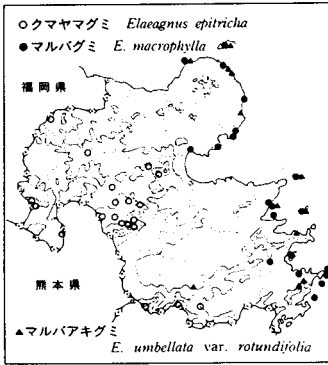 ○クマヤマグミ Elaeagnus epitricha
●マルバグミ E. macrophylla
福岡県
熊本県
▲マルバアキグミ
E. umbellata var. rotundifolia